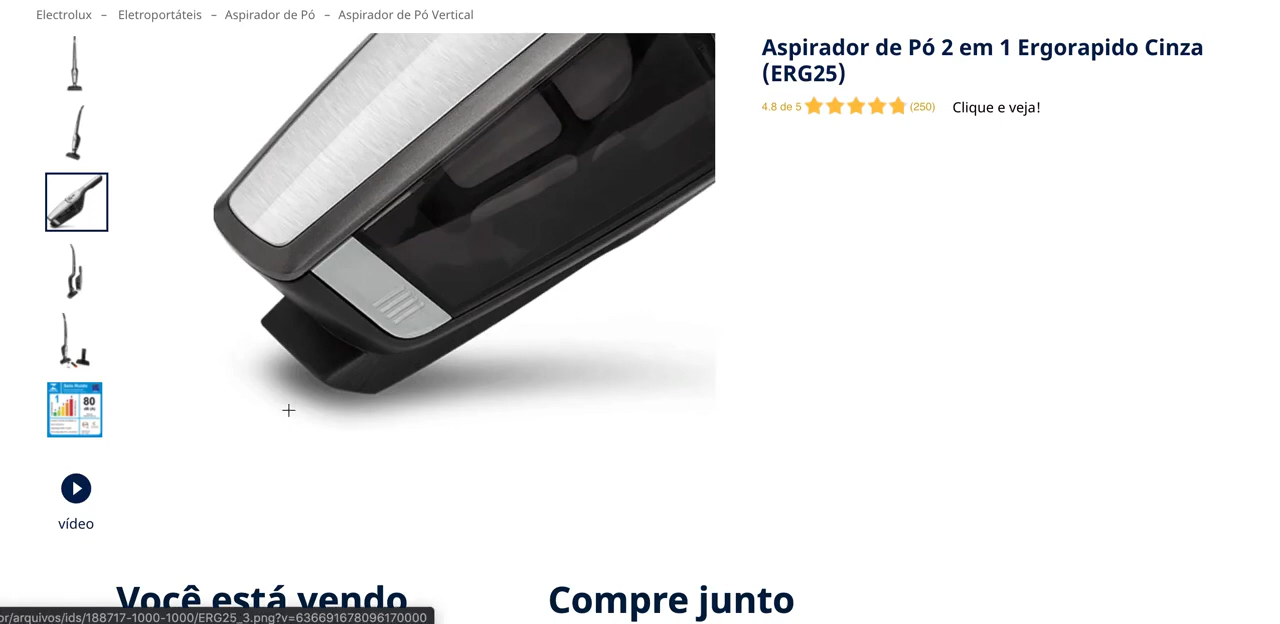 Electrolux – Eletroportáteis – Aspirador de Pó – Aspirador de Pó Vertical
Aspirador de Pó 2 em 1 Ergorapido Cinza
(ERG25)
4.8 de 5 (250) Clique e veja!
80
vídeo
Você está vendo Compre junto
or/arquivos/ids/188717-1000-1000/ERG25_3.png?v=636691678096170000